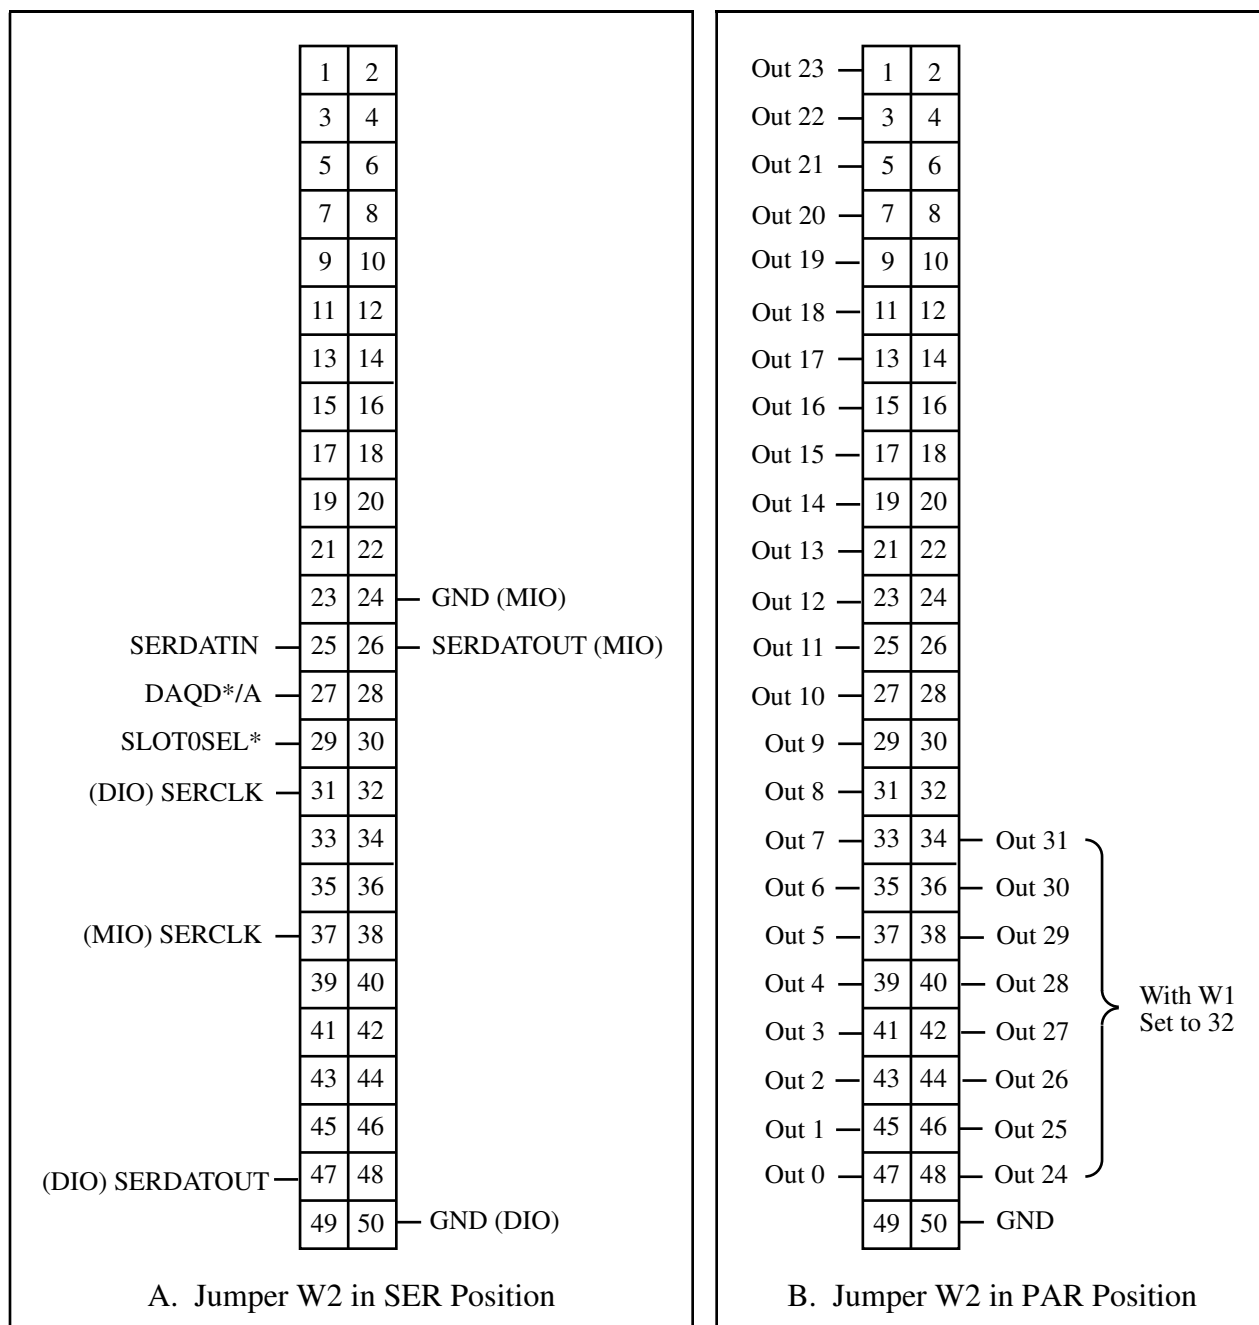 1 2
3 4
5 6
7 8
9 10
11 12
13 14
15 16
17 18
19 20
21 22
23 24 GND (MIO)
SERDATIN 25 26 SERDATOUT (MIO)
DAQD*/A 27 28
SLOT0SEL* 29 30
(DIO) SERCLK 31 32
33 34
35 36
(MIO) SERCLK 37 38
39 40
41 42
43 44
45 46
(DIO) SERDATOUT 47 48
49 50 GND (DIO)
A. Jumper W2 in SER Position
Out 23 1 2
Out 22 3 4
Out 21 5 6
Out 20 7 8
Out 19 9 10
Out 18 11 12
Out 17 13 14
Out 16 15 16
Out 15 17 18
Out 14 19 20
Out 13 21 22
Out 12 23 24
Out 11 25 26
Out 10 27 28
Out 9 29 30
Out 8 31 32
Out 7 33 34 Out 31
Out 6 35 36 Out 30
Out 5 37 38 Out 29
Out 4 39 40 Out 28
Out 3 41 42 Out 27
Out 2 43 44 Out 26
Out 1 45 46 Out 25
Out 0 47 48 Out 24
49 50 GND
With W1
Set to 32
B. Jumper W2 in PAR Position